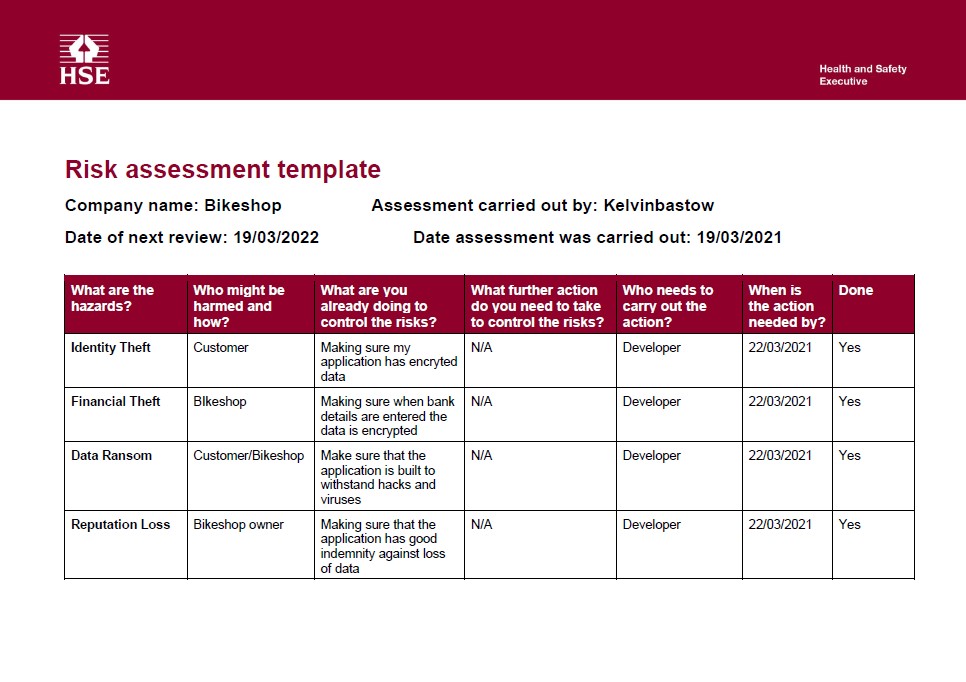 HSE
Health and Safety
Executive
Risk assessment template
Company name: Bikeshop Assessment carried out by: Kelvinbastow
Date of next review: 19/03/2022 Date assessment was carried out: 19/03/2021
What are the hazards? Who might be harmed and how? What are you already doing to control the risks? What further action do you need to take to control the risks? Who needs to carry out the action? When is the action needed by? Done
Identity Theft Customer Making sure my application has encryted data N/A Developer 22/03/2021 Yes
Financial Theft BIkeshop Making sure when bank details are entered the data is encrypted N/A Developer 22/03/2021 Yes
Data Ransom Customer/Bikeshop Make sure that the application is built to withstand hacks and viruses N/A Developer 22/03/2021 Yes
Reputation Loss Bikeshop owner Making sure that the application has good indemnity against loss of data N/A Developer 22/03/2021 Yes